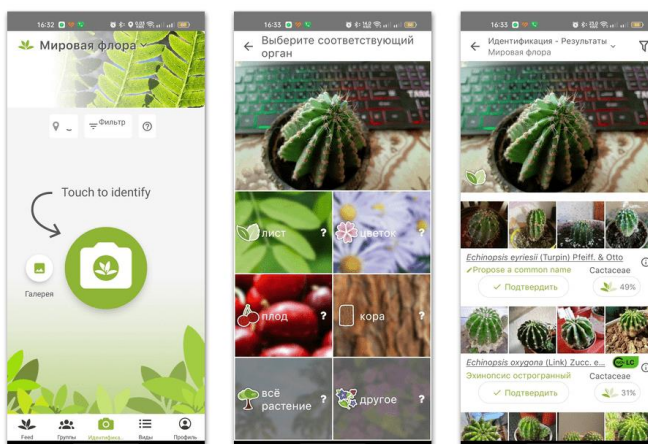 16:32
Мировая флора
Фильтр
Touch to identify
Галерея
Feed
Группы
Идентифика..
Виды
Профиль
16:33
Выберите соответствующий
орган
лист ?
цветок ?
плод ?
кора ?
всё
растение ?
другое ?
16:33
Идентификация - Результаты
Мировая флора
Echinopsis eyriesii (Turpin) Pfeiff. & Otto
Propose a common name
Cactaceae
Подтвердить
49%
Echinopsis oxygona (Link) Zucc. e...
LC
Эхинопсис острогранный
Cactaceae
Подтвердить
31%